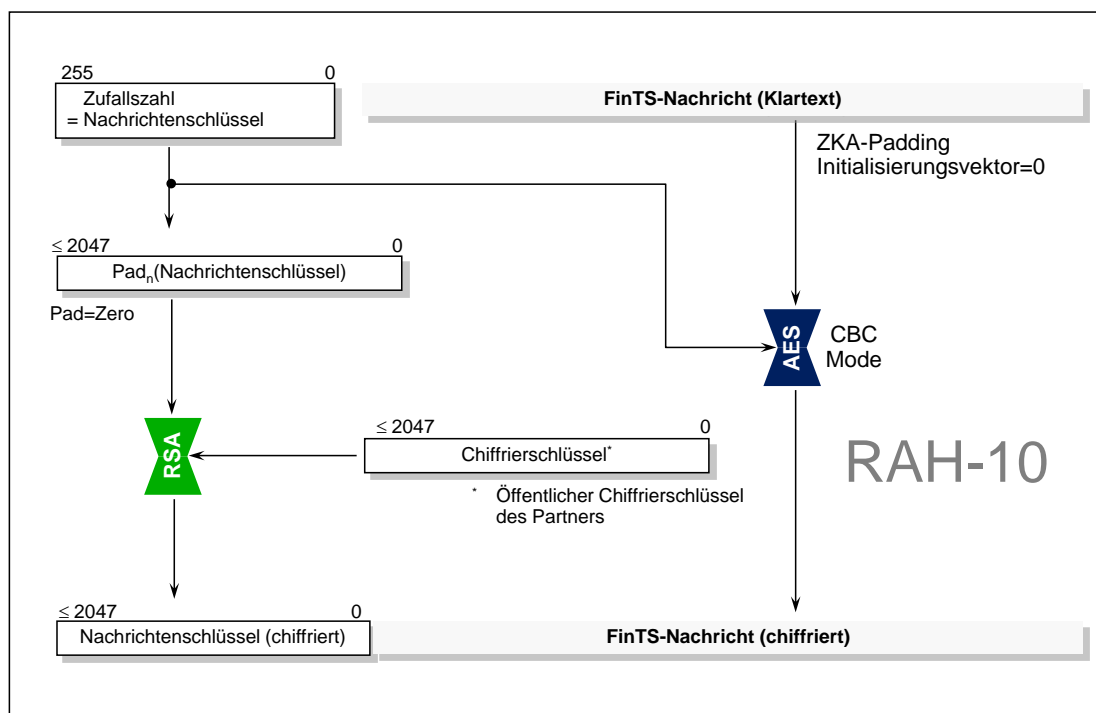 255 0
Zufallszahl
= Nachrichtenschlüssel
FinTS-Nachricht (Klartext)
ZKA-Padding
Initialisierungsvektor=0
≤ 2047 0
Padn(Nachrichtenschlüssel)
Pad=Zero
AES
CBC
Mode
≤ 2047 0
RSA
Chiffrierschlüssel*
RAH-10
* Öffentlicher Chiffrierschlüssel
des Partners
≤ 2047 0
Nachrichtenschlüssel (chiffriert)
FinTS-Nachricht (chiffriert)